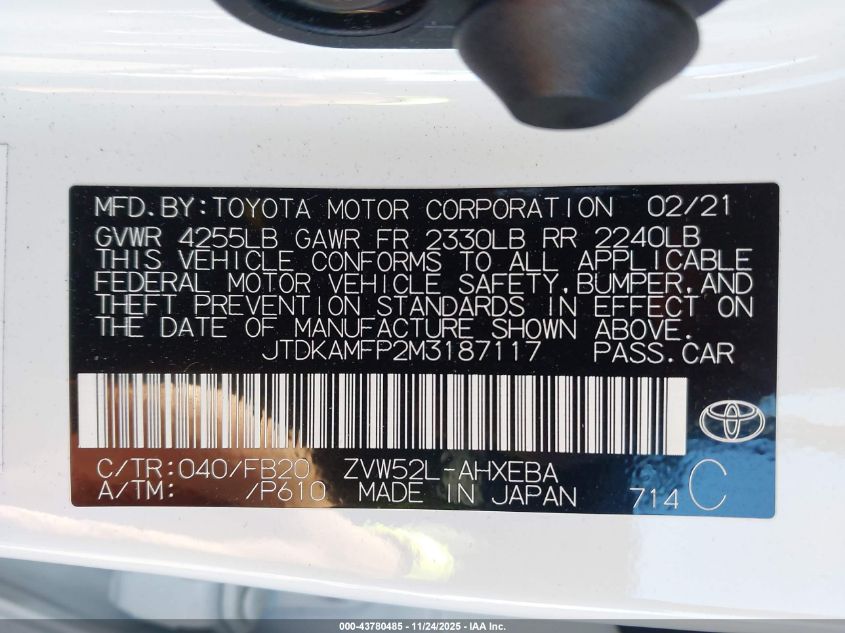 MFD.BY:TOYOTA MOTOR CORPORATION 02/21
GVWR 4255LB GAWR FR 2330LB RR 2240LB
THIS VEHICLE CONFORMS TO ALL APPLICABLE
FEDERAL MOTOR VEHICLE SAFETY,BUMPER,AND
THEFT PREVENTION STANDARDS IN EFFECT ON
THE DATE OF MANUFACTURE SHOWN ABOVE.
JTDKAMFP2M3187117 PASS.CAR
C/TR:040/FB20 ZVW52L-AHXEBA
A/TM: /P610 MADE IN JAPAN 714 C
000-43780485 - 11/24/2025 - IAA Inc.